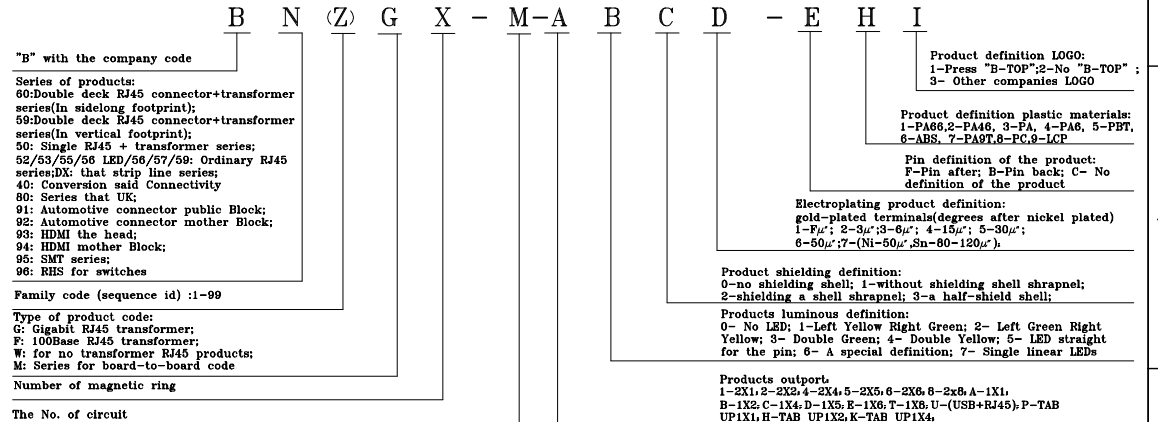 B N (Z) G X - M-A B C D - E H I
"B" with the company code
Series of products:
60:Double deck RJ45 connector+transformer
series(In sidelong footprint);
59:Double deck RJ45 connector+transformer
series(In vertical footprint);
50: Single RJ45 + transformer series;
52/53/55/56 LED/56/57/59: Ordinary RJ45
series;DX: that strip line series;
40: Conversion said Connectivity
80: Series that UK;
91: Automotive connector public Block;
92: Automotive connector mother Block;
93: HDMI the head;
94: HDMI mother Block;
95: SMT series;
96: RHS for switches
Family code (sequence id) :1-99
Type of product code:
G: Gigabit RJ45 transformer;
F: 100Base RJ45 transformer;
W: for no transformer RJ45 products;
M: Series for board-to-board code
Number of magnetic ring
The No. of circuit
Product definition LOGO:
1-Press "B-TOP";2-No "B-TOP" ;
3- Other companies LOGO
Product definition plastic materials:
1-PA66,2-PA46, 3-PA, 4-PA6, 5-PBT,
6-ABS, 7-PA9T,8-PC,9-LCP
Pin definition of the product:
F-Pin after; B-Pin back; C- No
definition of the product
Electroplating product definition:
gold-plated terminals(degrees after nickel plated)
1-Fμ"; 2-3μ";3-6μ"; 4-15μ"; 5-30μ";
6-50μ";7-(Ni-50μ",Sn-80-120μ");
Product shielding definition:
0-no shielding shell; 1-without shielding shell shrapnel;
2-shielding a shell shrapnel; 3-a half-shield shell;
Products luminous definition:
0- No LED; 1-Left Yellow Right Green; 2- Left Green Right
Yellow; 3- Double Green; 4- Double Yellow; 5- LED straight
for the pin; 6- A special definition; 7- Single linear LEDs
Products outport:
1-2X1; 2-2X2; 4-2X4; 5-2X5; 6-2X6; 8-2x8; A-1X1;
B-1X2; C-1X4; D-1X5; E-1X6; T-1X8; U-(USB+RJ45); P-TAB
UP1X1; H-TAB UP1X2; K-TAB UP1X4;